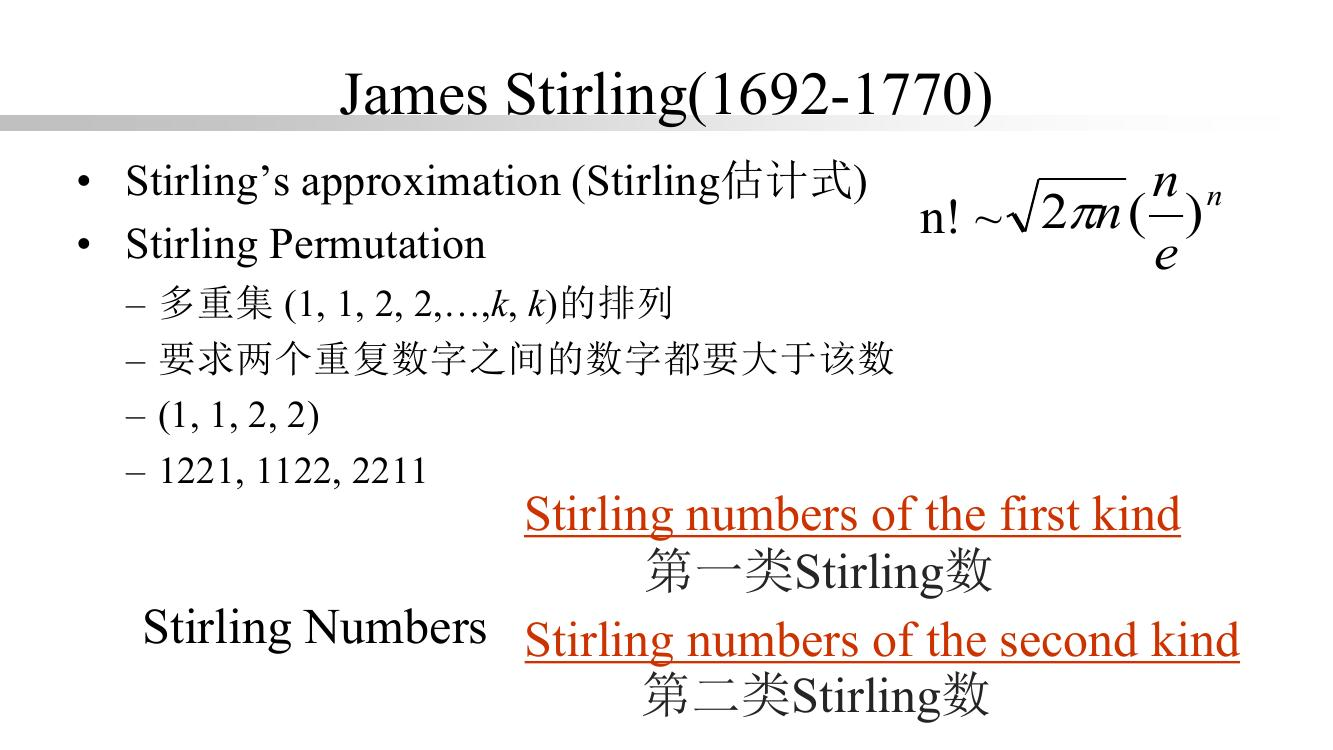 James Stirling(1692-1770)
• Stirling’s approximation (Stirling估计式)
n! ~ √2πn (n/e)ⁿ
• Stirling Permutation
– 多重集 (1, 1, 2, 2,…,k, k)的排列
– 要求两个重复数字之间的数字都要大于该数
– (1, 1, 2, 2)
– 1221, 1122, 2211
Stirling Numbers
Stirling numbers of the first kind
第一类Stirling数
Stirling numbers of the second kind
第二类Stirling数